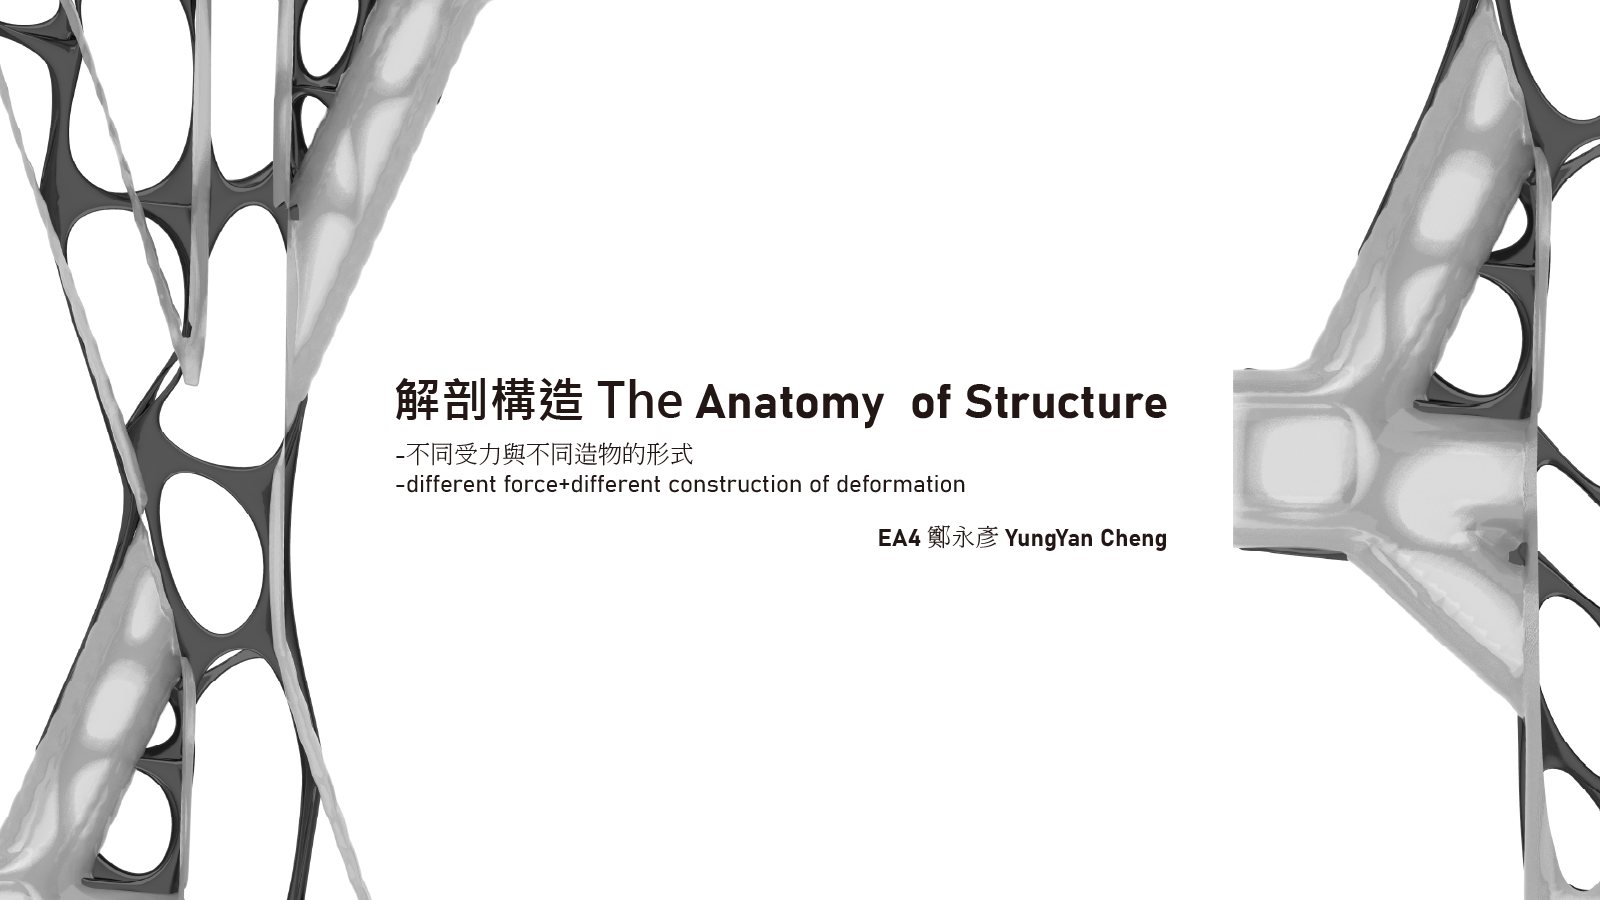 解剖構造 The Anatomy of Structure
-不同受力與不同造物的形式
-different force+different construction of deformation
EA4 鄭永彥 YungYan Cheng